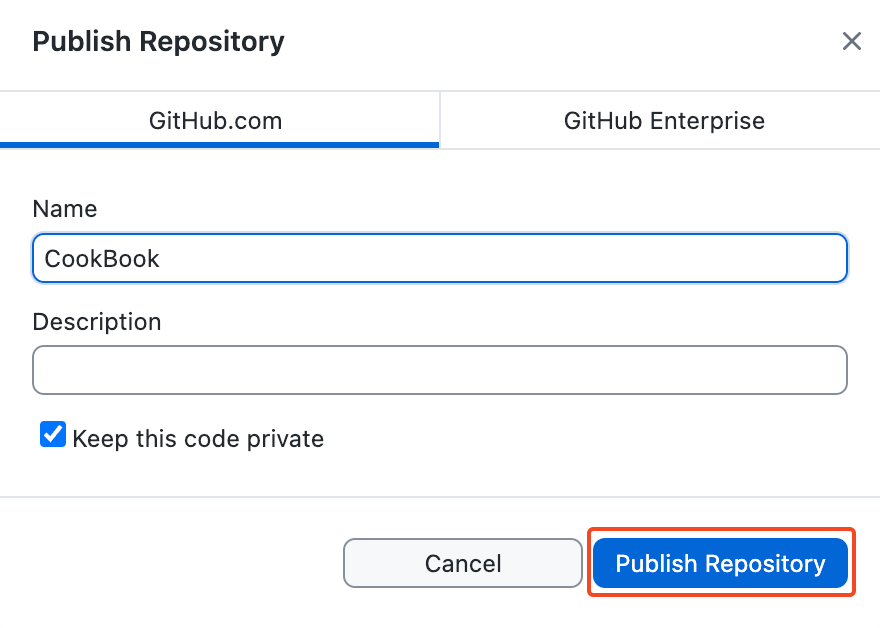 Publish Repository
GitHub.com
GitHub Enterprise
Name
CookBook
Description
Keep this code private
Cancel
Publish Repository